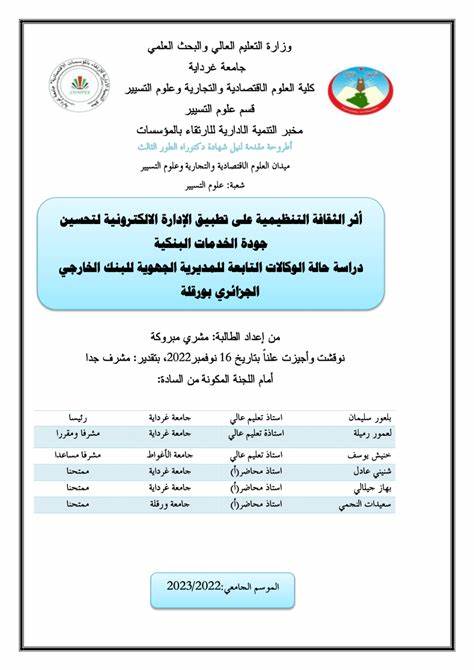 وزارة التعليم العالي والبحث العلمي
جامعة غرداية
كلية العلوم الاقتصادية والتجارية وعلوم التسيير
قسم علوم التسيير
مخبر التنمية الادارية للارتقاء بالمؤسسات
أطروحة مقدمة لنيل شهادة دكتوراه الطور الثالث
ميدان العلوم الاقتصادية والتجارية وعلوم التسيير
شعبة: علوم التسيير
أثر الثقافة التنظيمية على تطبيق الإدارة الالكترونية لتحسين
جودة الخدمات البنكية
دراسة حالة الوكالات التابعة للمديرية الجهوية للبنك الخارجي
الجزائري بورقلة
من إعداد الطالبة: مشري مبروكة
نوقشت وأجيزت علناً بتاريخ 16 نوفمبر2022، بتقدير: مشرف جدا
أمام اللجنة المكونة من السادة:
بلعور سليمان استاذ تعليم عالي جامعة غرداية رئيسا
لعمور رميلة استاذة تعليم عالي جامعة غرداية مشرفا ومقررا
خنيش يوسف استاذ تعليم عالي جامعة الأغواط مشرفا مساعدا
شنيني عادل استاذ محاضر(أ) جامعة غرداية ممتحنا
بهاز جيلالي استاذ محاضر(أ) جامعة غرداية ممتحنا
سعيدات النجمي استاذ محاضر(أ) جامعة ورقلة ممتحنا
الموسم الجامعي:2023/2022